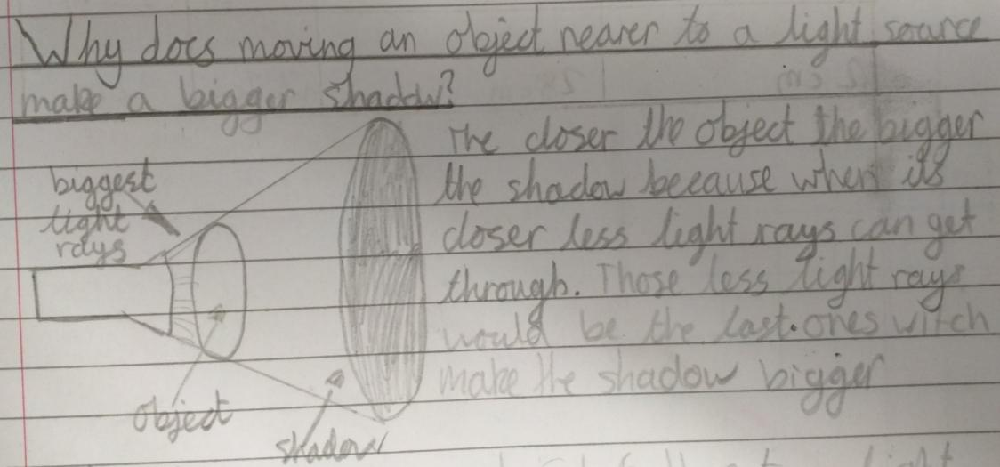 Why does moving an object nearer to a light source
make a bigger shadow?
The closer the object the bigger
the shadow beecause when its
closer less light rays can get
through. Those less light rays
would be the last ones witch
make the shadow bigger
biggest
light
rays
object
shadow